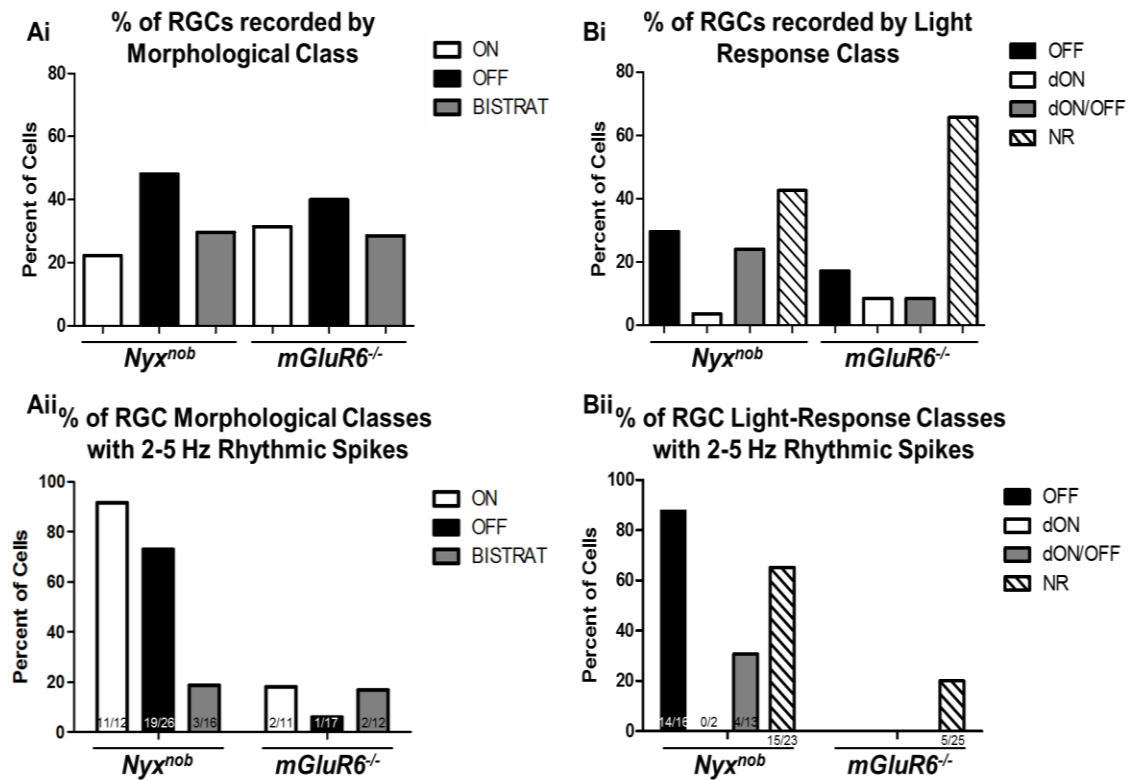 Ai
% of RGCs recorded by
Morphological Class
ON
OFF
BISTRAT
80
60
40
20
0
Percent of Cells
Nyxnob
mGluR6-/-
Bi
% of RGCs recorded by Light
Response Class
OFF
dON
dON/OFF
NR
80
60
40
20
0
Percent of Cells
Nyxnob
mGluR6-/-
Aii
% of RGC Morphological Classes
with 2-5 Hz Rhythmic Spikes
ON
OFF
BISTRAT
100
80
60
40
20
0
Percent of Cells
11/12 19/26 3/16 2/11 1/17 2/12
Nyxnob
mGluR6-/-
Bii
% of RGC Light-Response Classes
with 2-5 Hz Rhythmic Spikes
OFF
dON
dON/OFF
NR
100
80
60
40
20
0
Percent of Cells
14/16 0/2 4/13
15/23 5/25
Nyxnob
mGluR6-/-